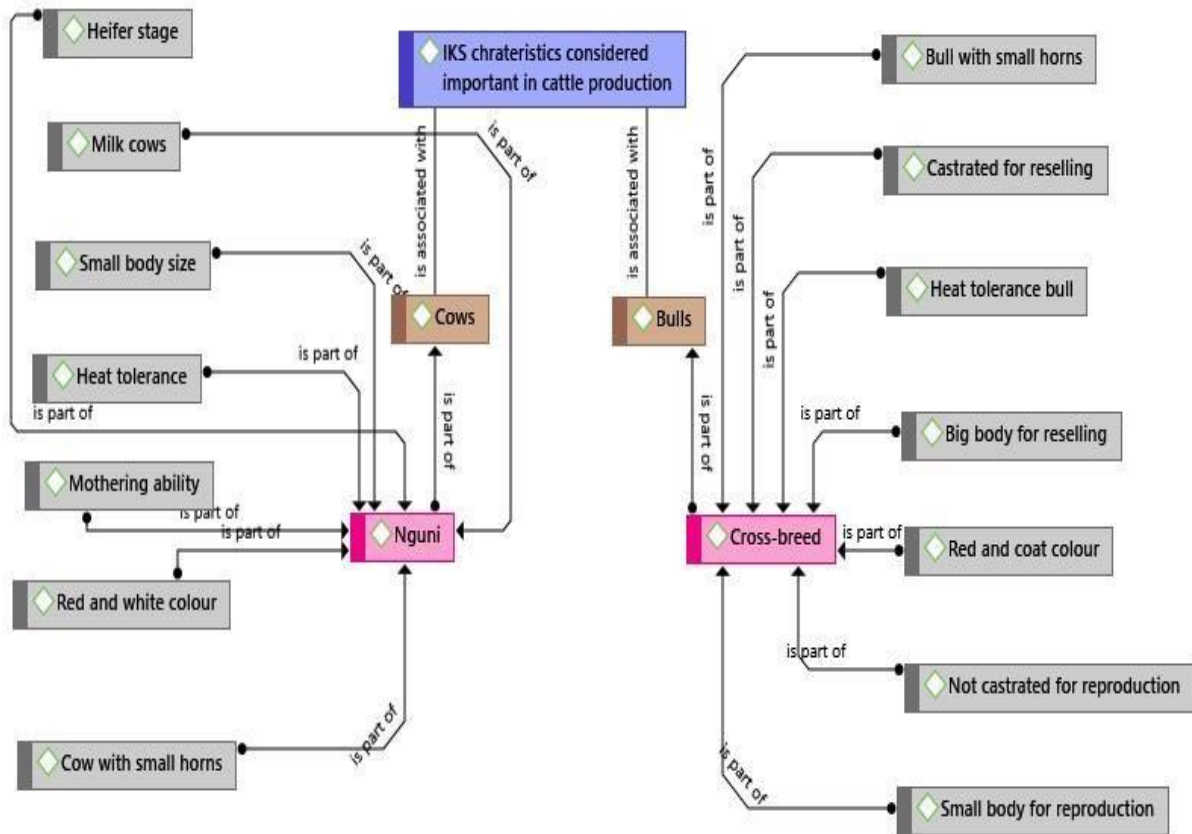 Heifer stage
IKS chrateristics considered
important in cattle production
Bull with small horns
Milk cows
is part of
is associated with
is associated with
is part of
Castrated for reselling
Small body size
is part of
is part of
Heat tolerance bull
Cows
Bulls
is part of
Heat tolerance
is part of
is part of
is part of
is part of
is part of
Big body for reselling
Mothering ability
is part of
is part of
Nguni
Cross-breed
is part of
Red and coat colour
Red and white colour
is part of
Not castrated for reproduction
Cow with small horns
is part of
is part of
Small body for reproduction